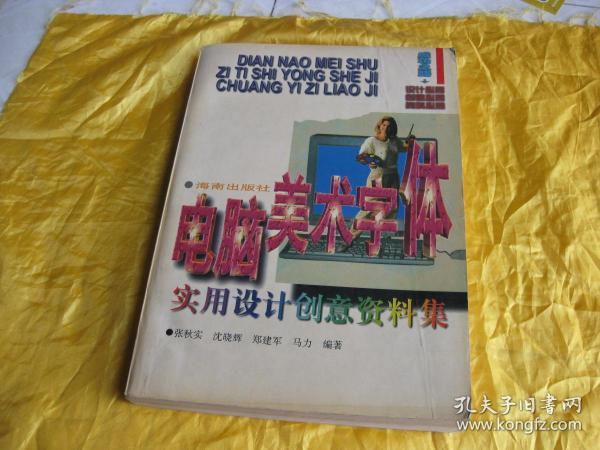 DIAN NAO MEI SHU
ZI TI SHI YONG SHE JI
CHUANG YI ZI LIAO JI
●海南出版社
电脑美术字体
实用设计创意资料集
●张秋实 沈晓辉 郑建军 马力 编著
孔夫子旧书网
www.kongfz.com